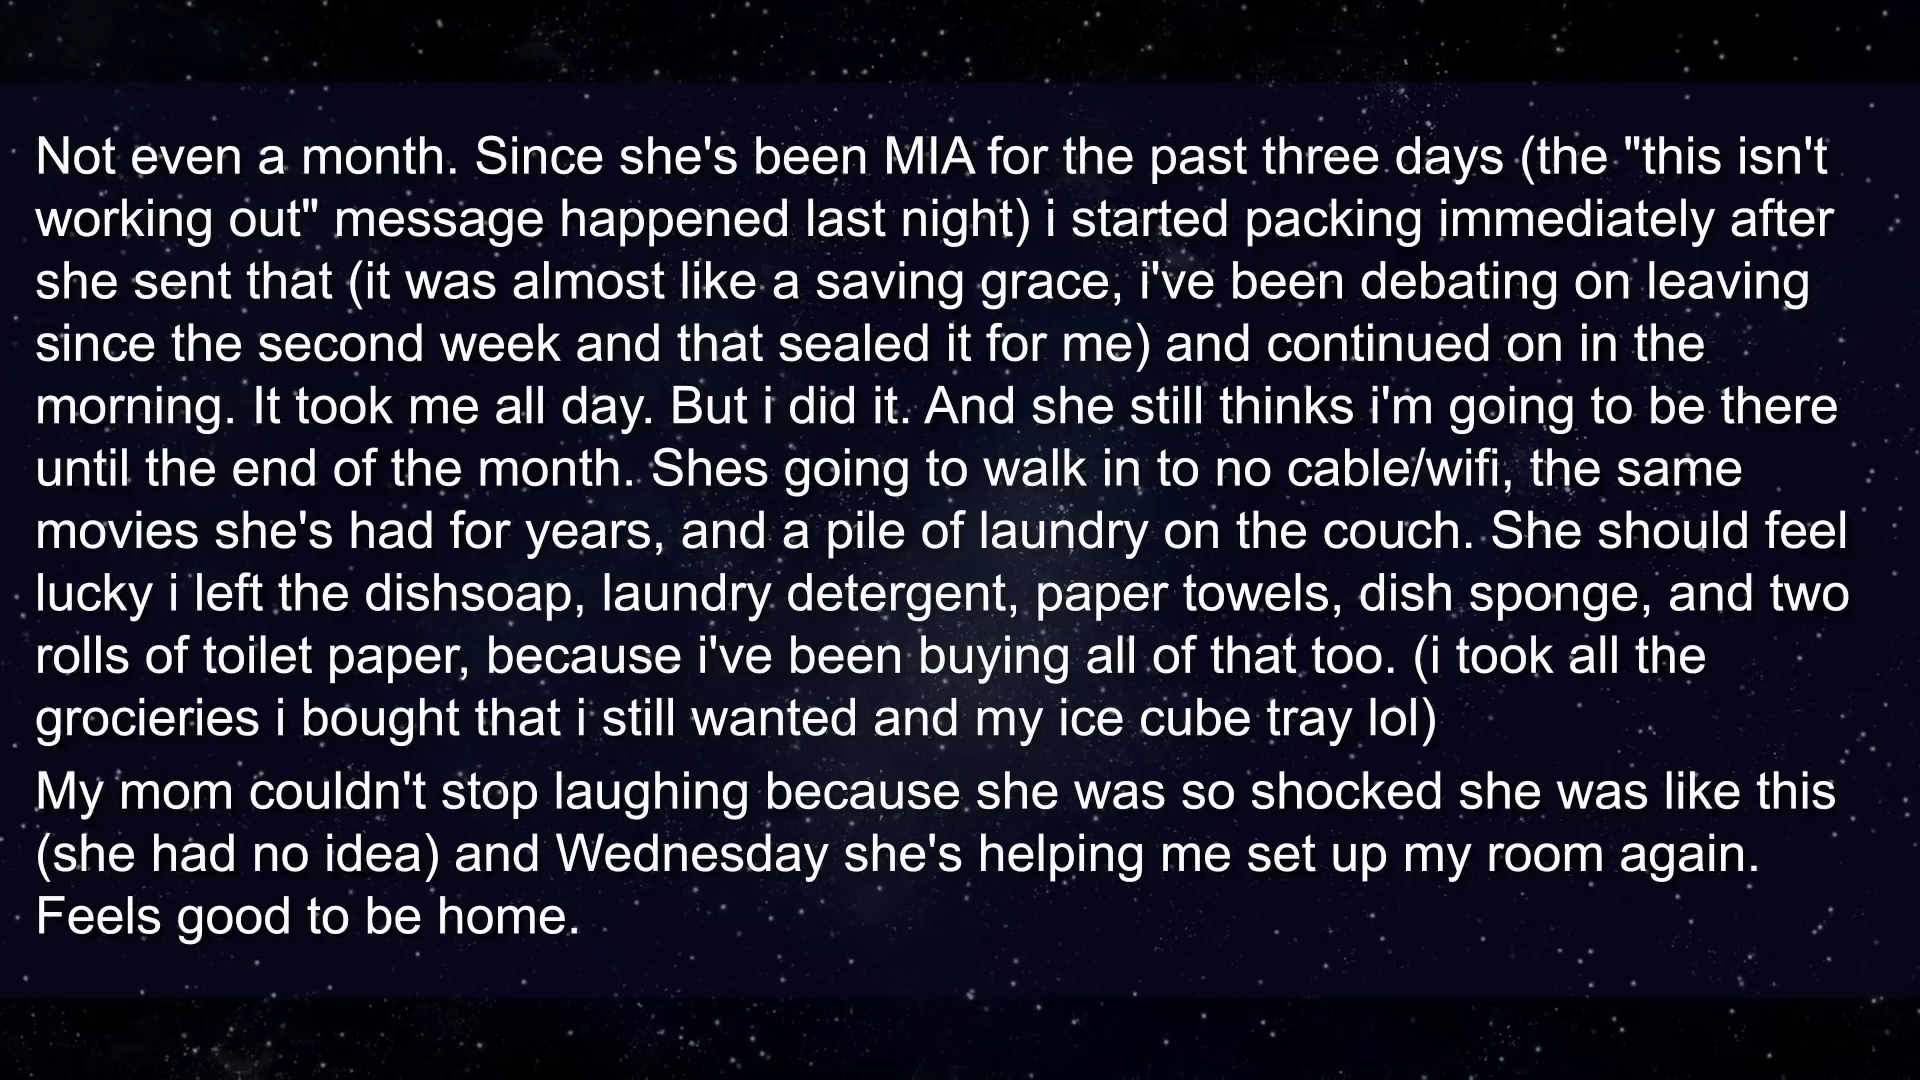 Not even a month. Since she's been MIA for the past three days (the "this isn't
working out" message happened last night) i started packing immediately after
she sent that (it was almost like a saving grace, i've been debating on leaving
since the second week and that sealed it for me) and continued on in the
morning. It took me all day. But i did it. And she still thinks i'm going to be there
until the end of the month. Shes going to walk in to no cable/wifi, the same
movies she's had for years, and a pile of laundry on the couch. She should feel
lucky i left the dishsoap, laundry detergent, paper towels, dish sponge, and two
rolls of toilet paper, because i've been buying all of that too. (i took all the
grocieries i bought that i still wanted and my ice cube tray lol)
My mom couldn't stop laughing because she was so shocked she was like this
(she had no idea) and Wednesday she's helping me set up my room again.
Feels good to be home.